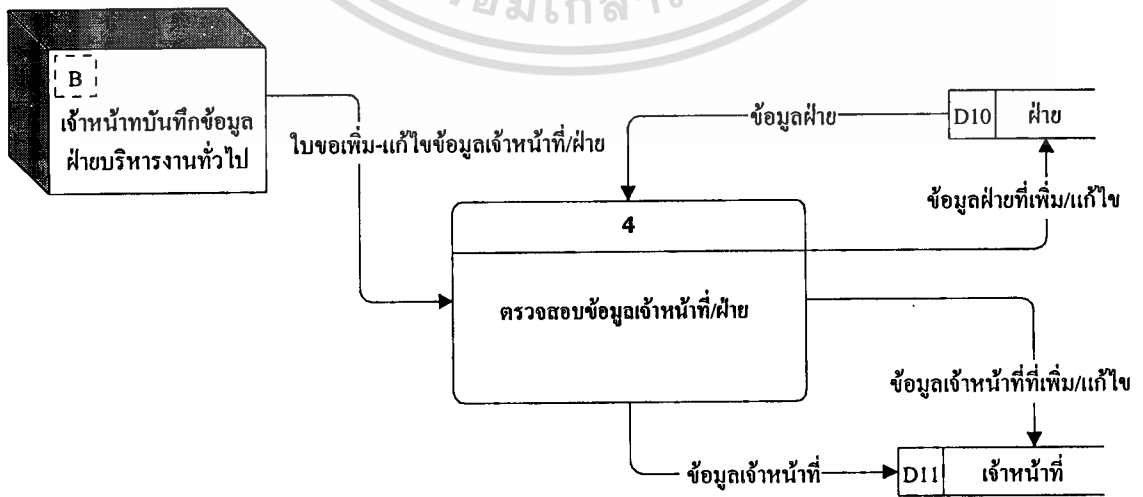 B
เจ้าหน้าทบันทึกข้อมูล
ฝ่ายบริหารงานทั่วไป
ใบขอเพิ่ม-แก้ไขข้อมูลเจ้าหน้าที่/ฝ่าย
ข้อมูลฝ่าย
D10 ฝ่าย
ข้อมูลฝ่ายที่เพิ่ม/แก้ไข
4
ตรวจสอบข้อมูลเจ้าหน้าที่/ฝ่าย
ข้อมูลเจ้าหน้าที่ที่เพิ่ม/แก้ไข
ข้อมูลเจ้าหน้าที่
D11 เจ้าหน้าที่